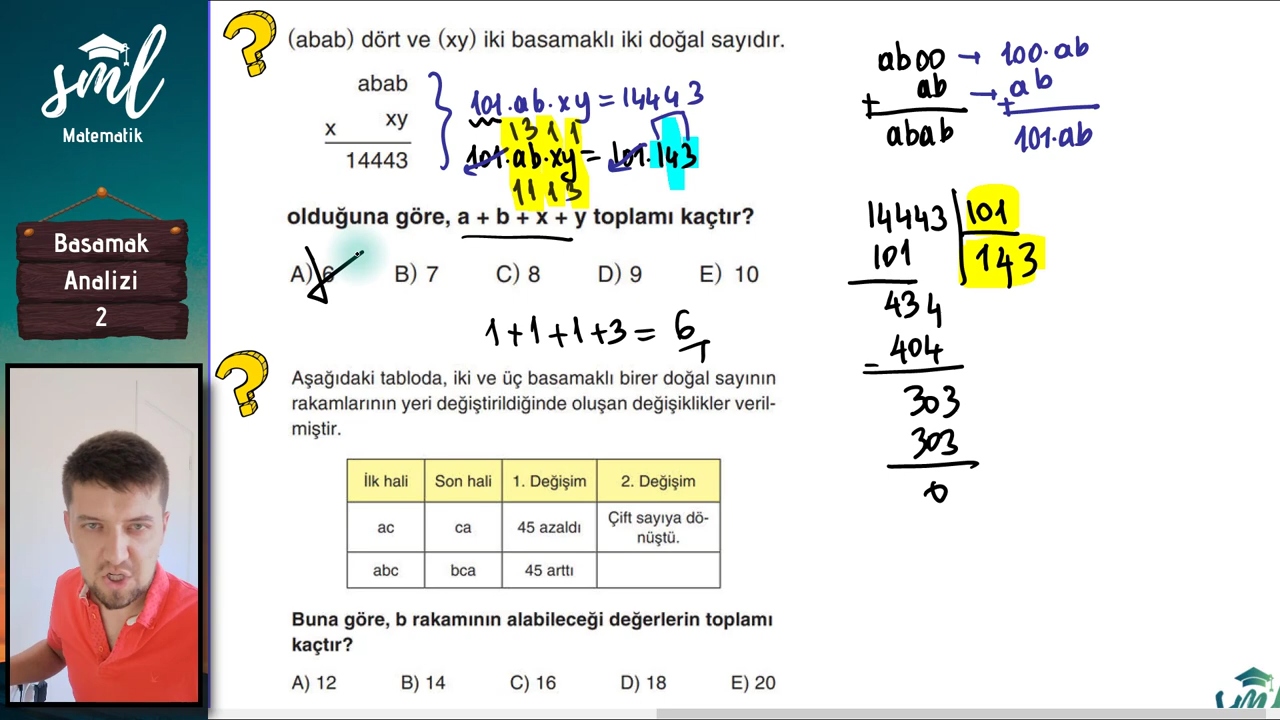 sml
Matematik
Basamak
Analizi
2
(abab) dört ve (xy) iki basamaklı iki doğal sayıdır.
abab
x xy
14443
101.ab.xy = 14443
13 11
101.ab.xy = 101.143
11 13
olduğuna göre, a + b + x + y toplamı kaçtır?
A) 6 B) 7 C) 8 D) 9 E) 10
1+1+1+3 = 6
ab00 → 100.ab
+ ab → + ab
abab 101.ab
14443 101
101 143
434
- 404
303
303
0
Aşağıdaki tabloda, iki ve üç basamaklı birer doğal sayının
rakamlarının yeri değiştirildiğinde oluşan değişiklikler veril-
miştir.
İlk hali Son hali 1. Değişim 2. Değişim
ac ca 45 azaldı Çift sayıya dö-
nüştü.
abc bca 45 arttı
Buna göre, b rakamının alabileceği değerlerin toplamı
kaçtır?
A) 12 B) 14 C) 16 D) 18 E) 20